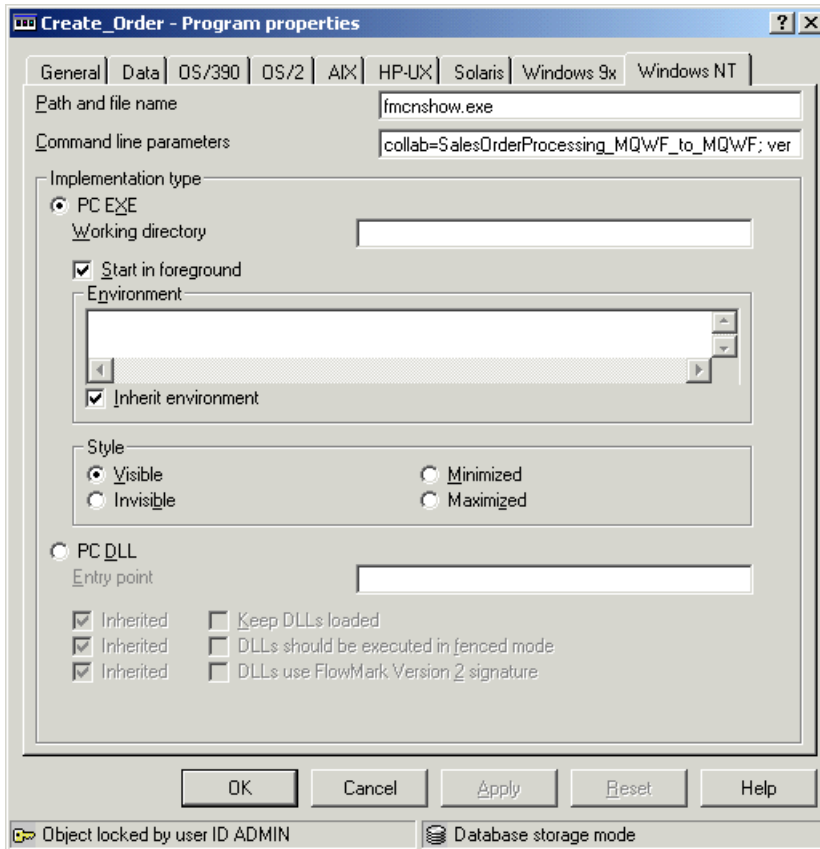 Create_Order - Program properties
General Data OS/390 OS/2 AIX HP-UX Solaris Windows 9x Windows NT
Path and file name fmcnshow.exe
Command line parameters collab=SalesOrderProcessing_MQWF_to_MQWF; ver
Implementation type
PC EXE
Working directory
Start in foreground
Environment
Inherit environment
Style
Visible Minimized
Invisible Maximized
PC DLL
Entry point
Inherited Keep DLLs loaded
Inherited DLLs should be executed in fenced mode
Inherited DLLs use FlowMark Version 2 signature
OK Cancel Apply Reset Help
Object locked by user ID ADMIN Database storage mode